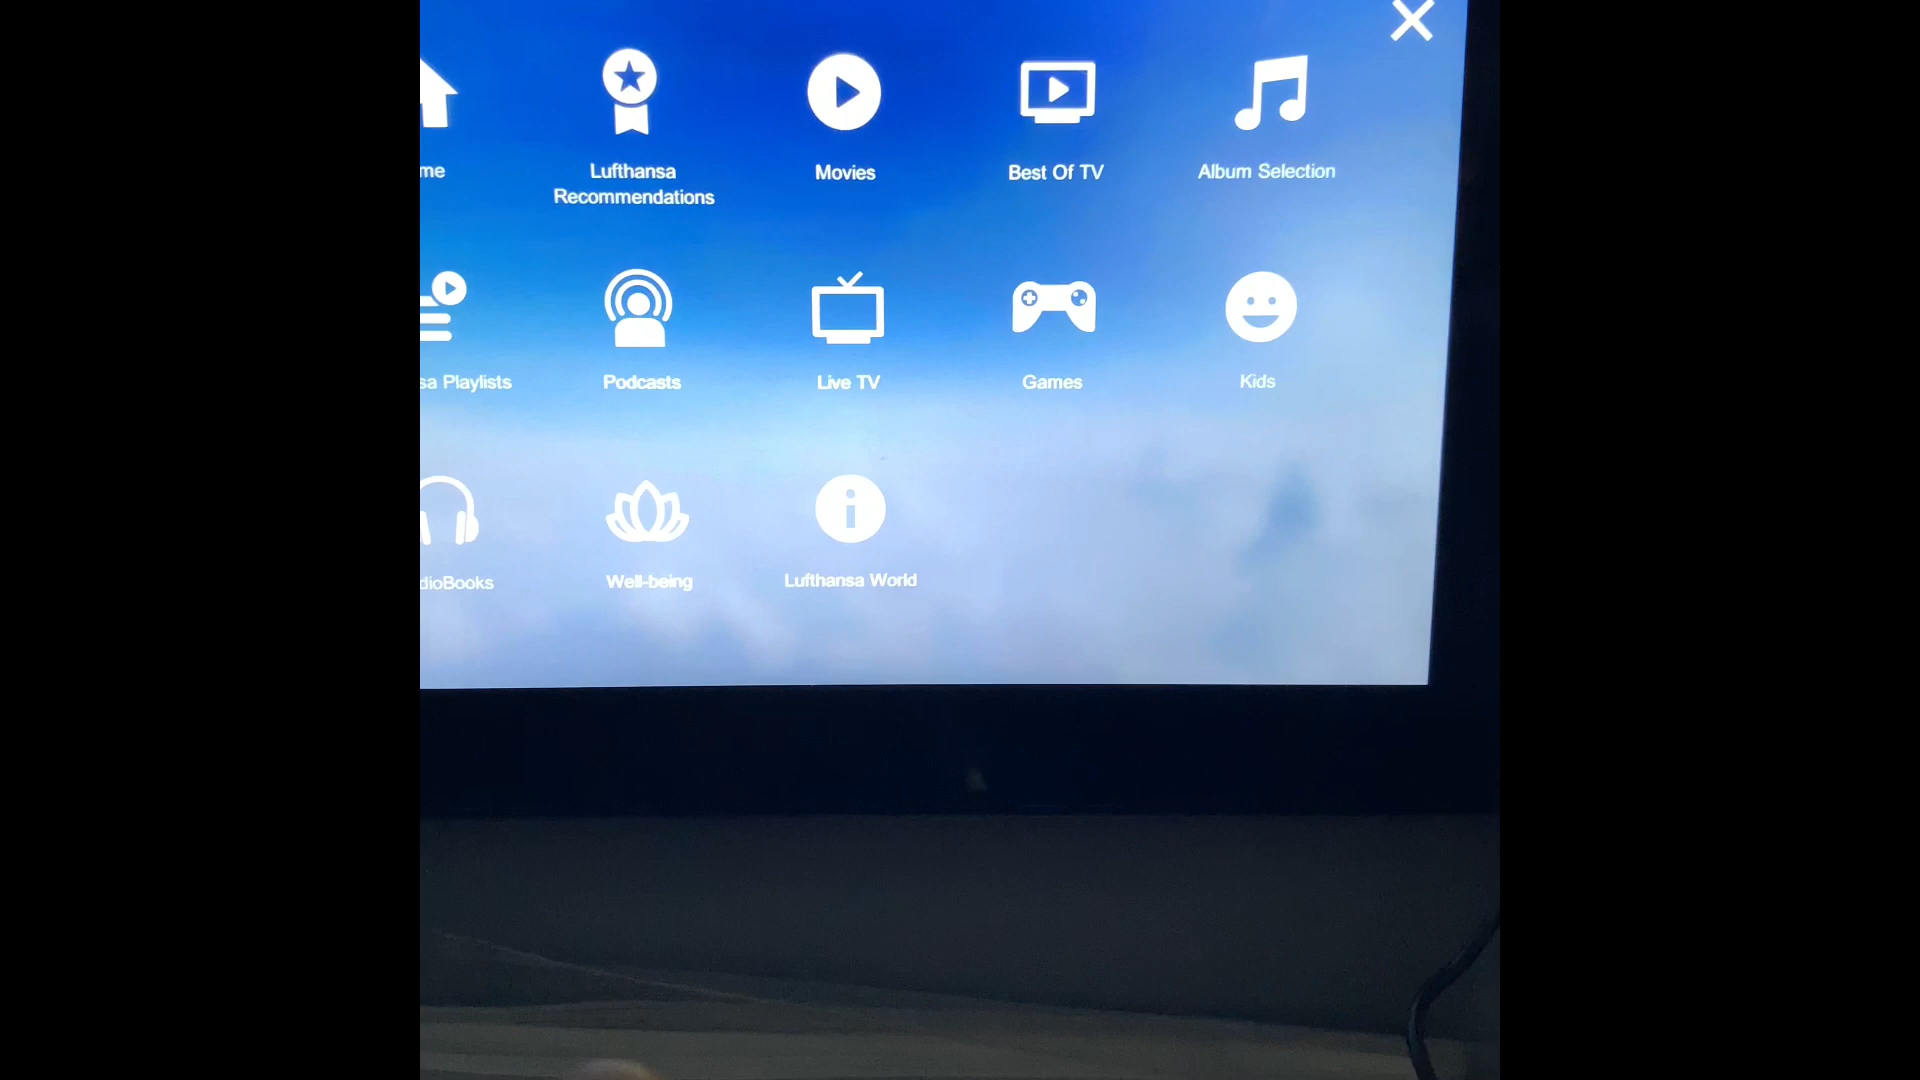 me
Lufthansa
Recommendations
Movies
Best Of TV
Album Selection
sa Playlists
Podcasts
Live TV
Games
Kids
dioBooks
Well-being
Lufthansa World